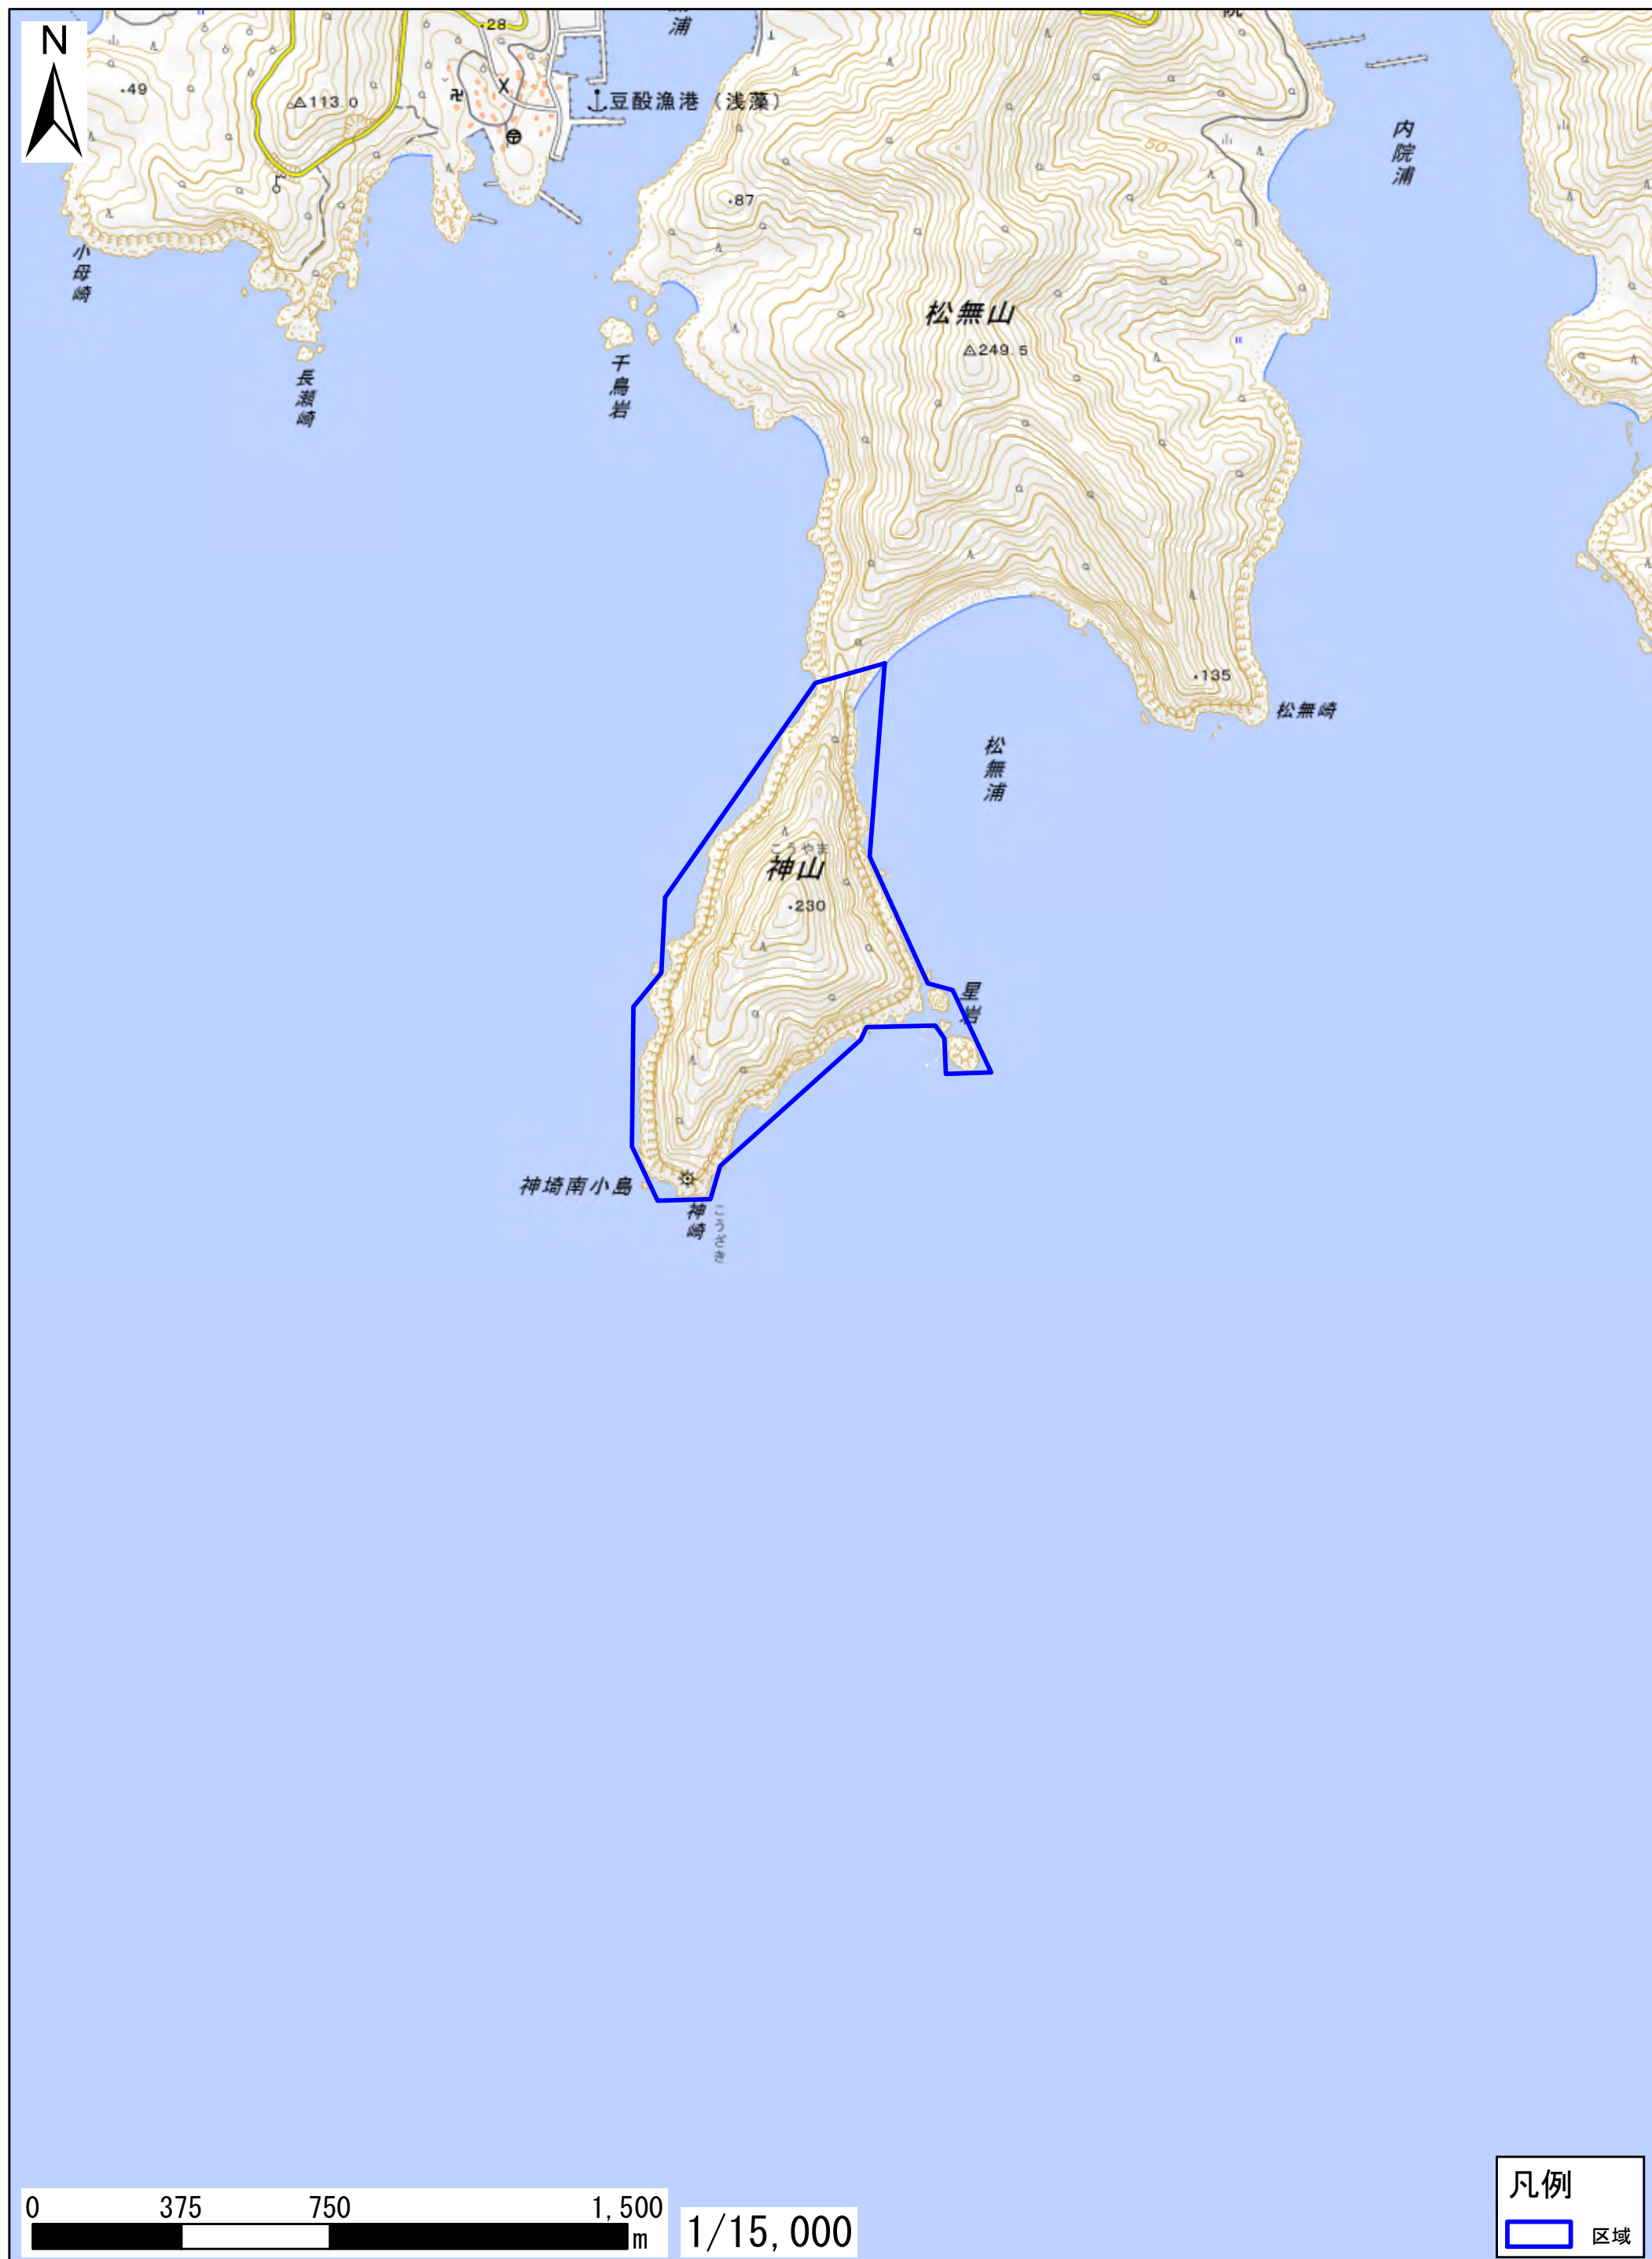 N
・28
浦
・49
△113.0
豆酘漁港（浅藻）
内院浦
50
・87
小母崎
松無山
△249.5
千鳥岩
長瀬崎
・135
松無崎
松無浦
こうやま
神山
・230
星岩
神埼南小島
神崎
こうざき
0 375 750 1,500
m
1/15,000
凡例
区域